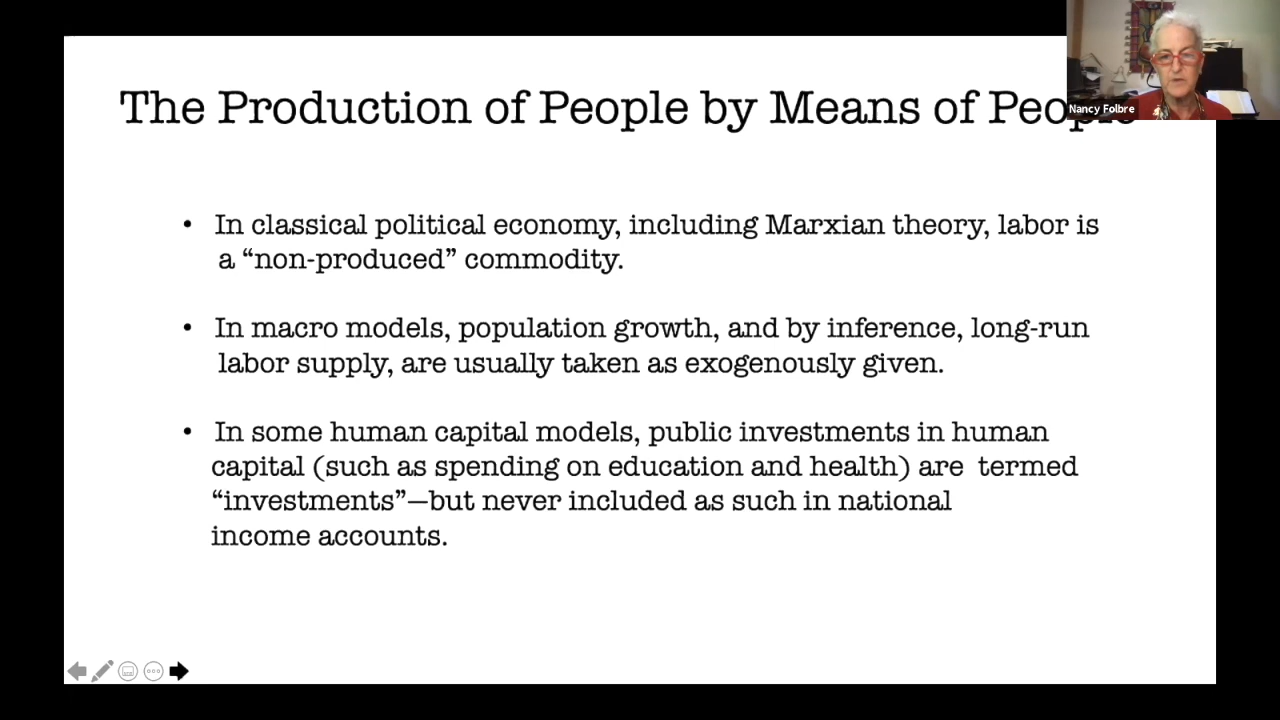 The Production of People by Means of People
Nancy Folbre
• In classical political economy, including Marxian theory, labor is
a “non-produced” commodity.
• In macro models, population growth, and by inference, long-run
labor supply, are usually taken as exogenously given.
• In some human capital models, public investments in human
capital (such as spending on education and health) are termed
“investments”—but never included as such in national
income accounts.